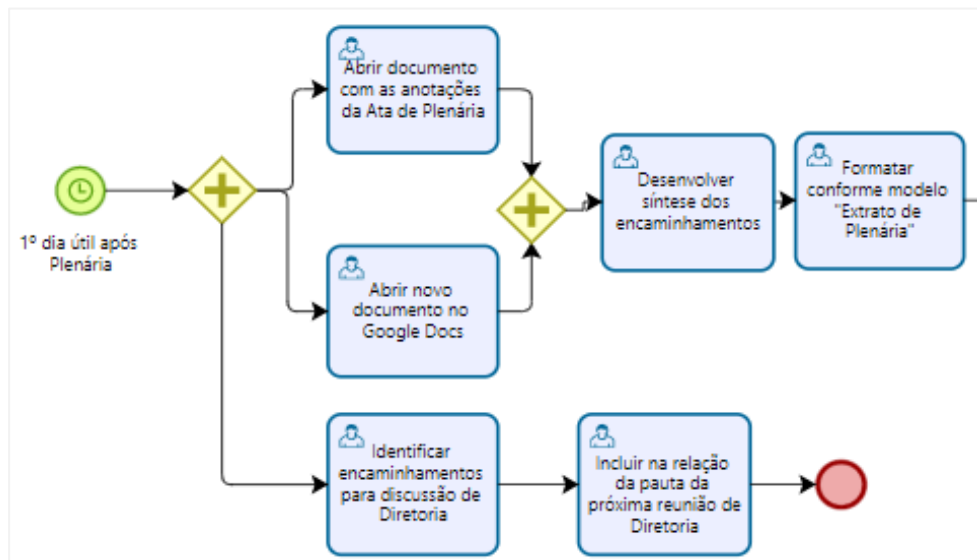 1º dia útil após
Plenária
Abrir documento
com as anotações
da Ata de Plenária
Abrir novo
documento no
Google Docs
Desenvolver
síntese dos
encaminhamentos
Formatar
conforme modelo
"Extrato de
Plenária"
Identificar
encaminhamentos
para discussão de
Diretoria
Incluir na relação
da pauta da
próxima reunião de
Diretoria